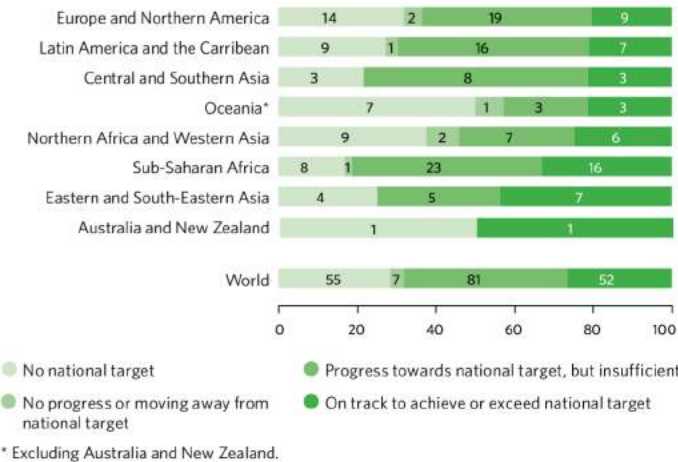 Europe and Northern America 14 2 19 9
Latin America and the Carribean 9 1 16 7
Central and Southern Asia 3 8 3
Oceania* 7 1 3 3
Northern Africa and Western Asia 9 2 7 6
Sub-Saharan Africa 8 1 23 16
Eastern and South-Eastern Asia 4 5 7
Australia and New Zealand 1 1
World 55 7 81 52
0 20 40 60 80 100
No national target
Progress towards national target, but insufficient
No progress or moving away from
national target
On track to achieve or exceed national target
* Excluding Australia and New Zealand.